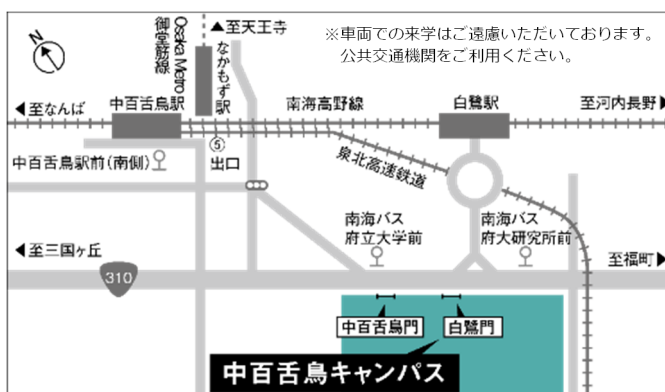 N
Osaka Metro
御堂筋線
▲至天王寺
なかもず駅
※車両での来学はご遠慮いただいております。
公共交通機関をご利用ください。
◀至なんば
中百舌鳥駅
南海高野線
白鷺駅
至河内長野▶
中百舌鳥駅前(南側)
⑤
出口
泉北高速鉄道
南海バス
府立大学前
南海バス
府大研究所前
◀至三国ヶ丘
至福町▶
310
中百舌鳥門
白鷺門
中百舌鳥キャンパス